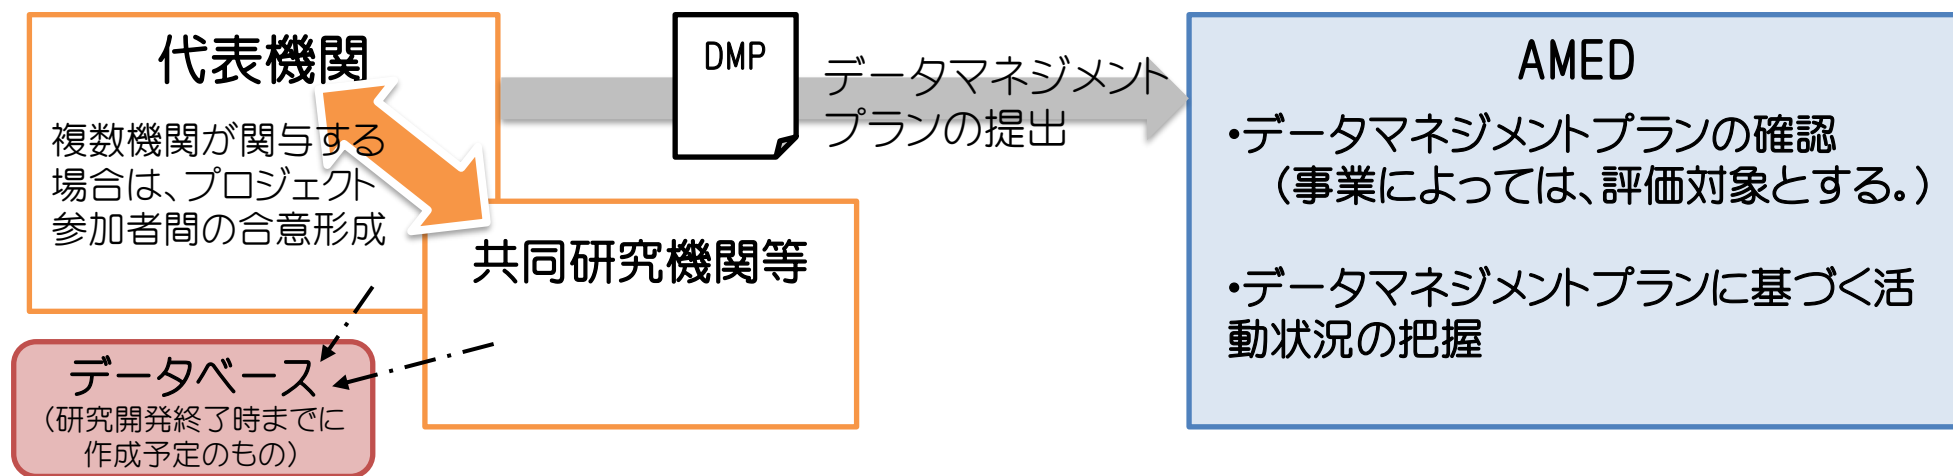 代表機関
複数機関が関与する
場合は、プロジェクト
参加者間の合意形成
共同研究機関等
データベース
（研究開発終了時までに
作成予定のもの）
DMP
データマネジメント
プランの提出
AMED
・データマネジメントプランの確認
（事業によっては、評価対象とする。）
・データマネジメントプランに基づく活
動状況の把握